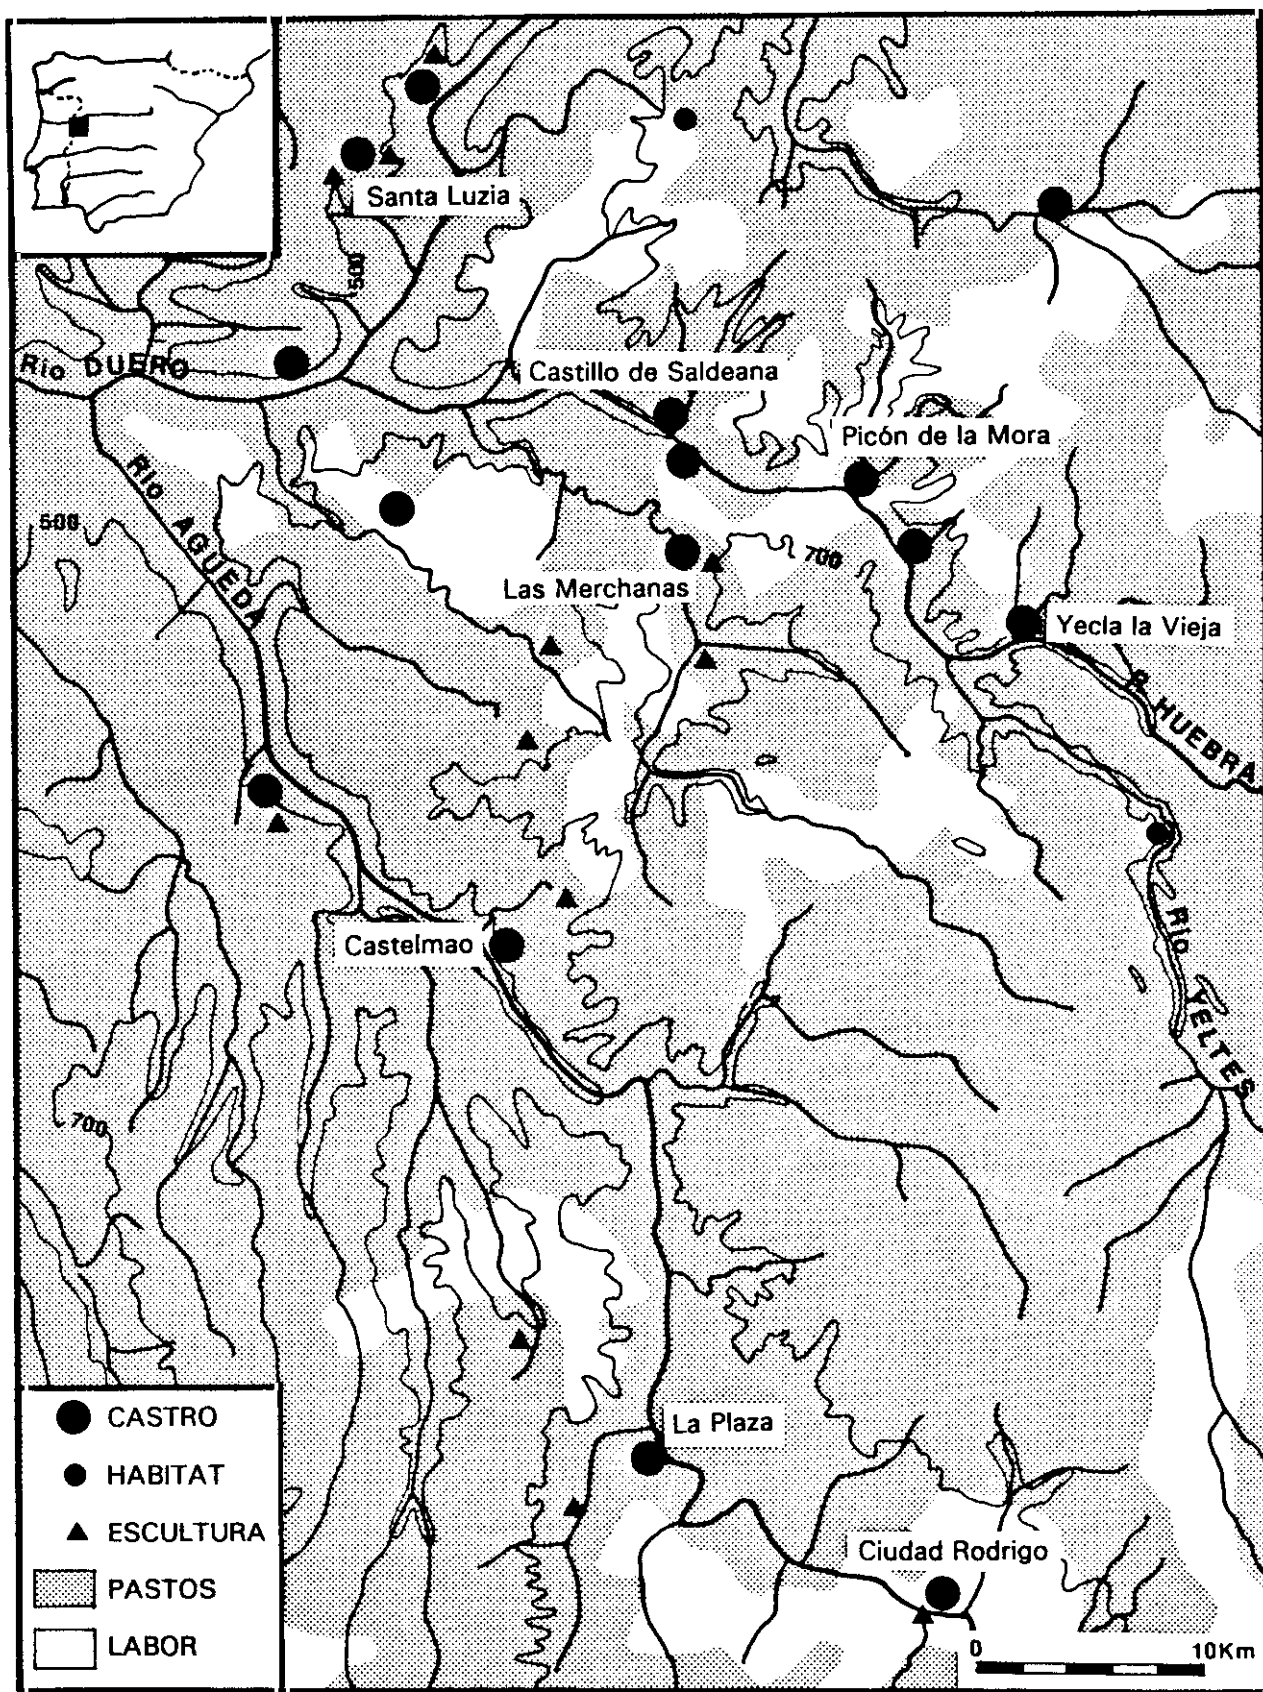 Santa Luzia
500
Río DUERO
Castillo de Saldeana
Picón de la Mora
RIO AGUEDA
500
700
Las Merchanas
Yecla la Vieja
R. HUEBRA
Castelmao
RIO YELTES
700
La Plaza
Ciudad Rodrigo
CASTRO
HABITAT
ESCULTURA
PASTOS
LABOR
0 10Km